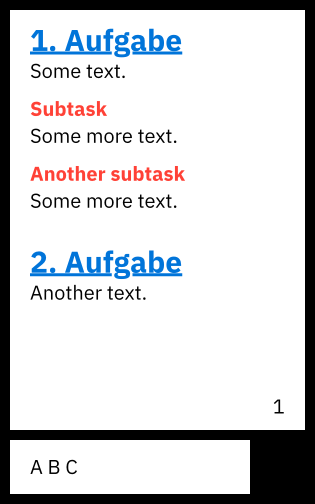 1. Aufgabe
Some text.
Subtask
Some more text.
Another subtask
Some more text.
2. Aufgabe
Another text.
1
A B C